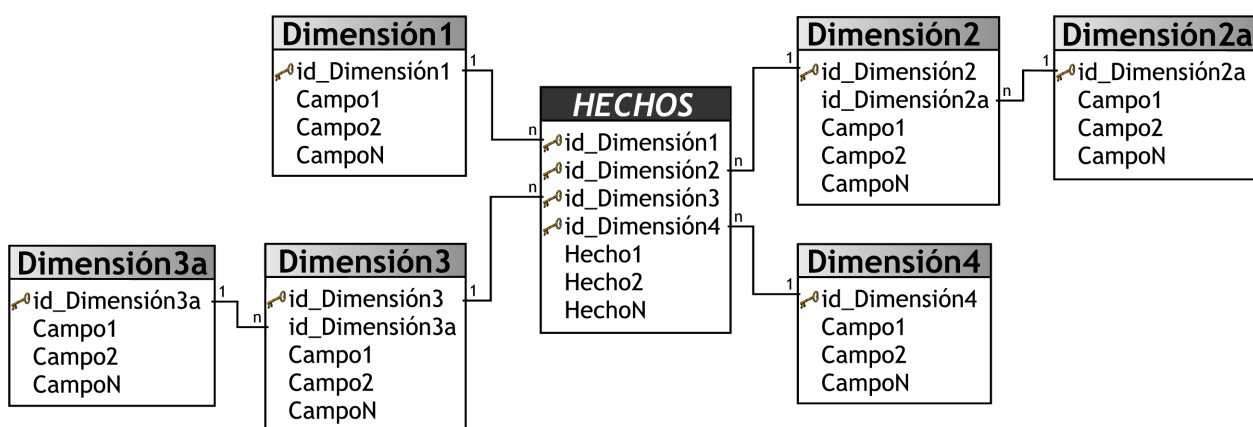 Dimensión1
id_Dimensión1
Campo1
Campo2
CampoN
1
n
HECHOS
id_Dimensión1
id_Dimensión2
id_Dimensión3
id_Dimensión4
Hecho1
Hecho2
HechoN
n
n
n
1
Dimensión2
id_Dimensión2
id_Dimensión2a
Campo1
Campo2
CampoN
n
1
Dimensión2a
id_Dimensión2a
Campo1
Campo2
CampoN
Dimensión3a
id_Dimensión3a
Campo1
Campo2
CampoN
1
n
Dimensión3
id_Dimensión3
id_Dimensión3a
Campo1
Campo2
CampoN
1
1
Dimensión4
id_Dimensión4
Campo1
Campo2
CampoN